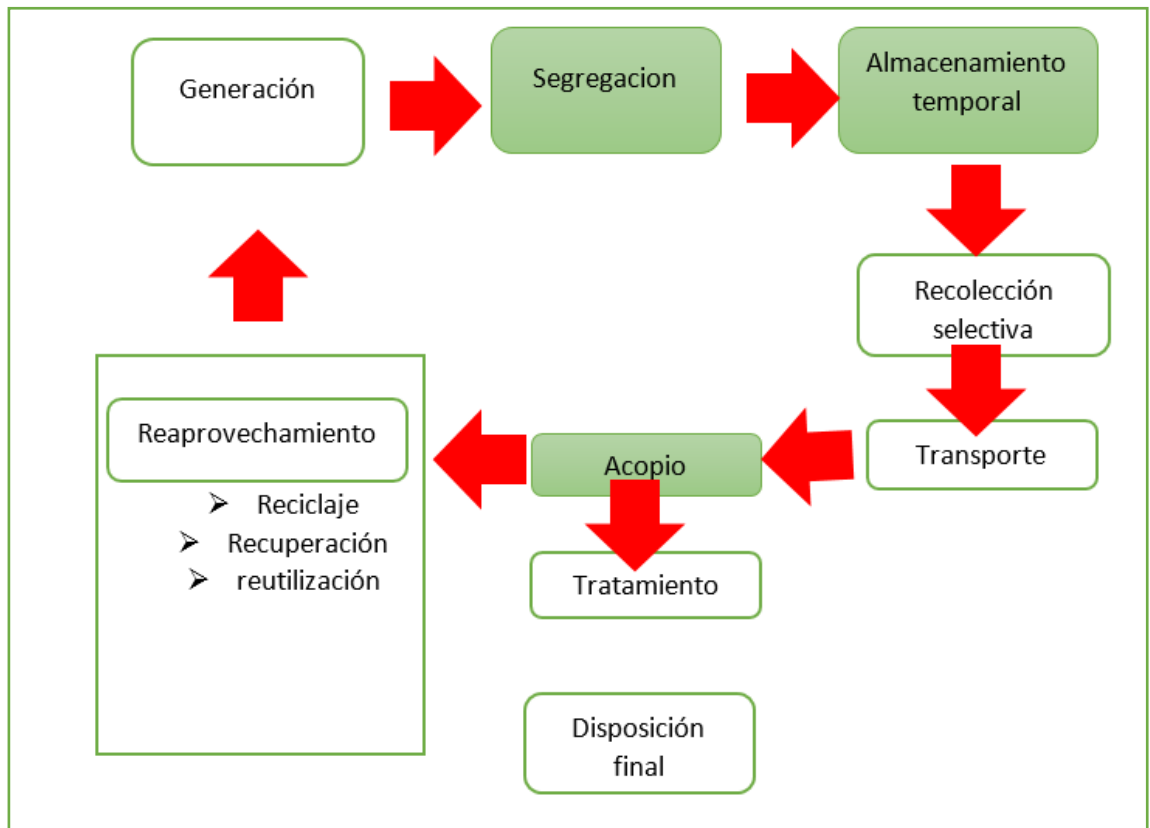 Generación
Segregacion
Almacenamiento
temporal
Recolección
selectiva
Transporte
Acopio
Reaprovechamiento
Reciclaje
Recuperación
reutilización
Tratamiento
Disposición
final